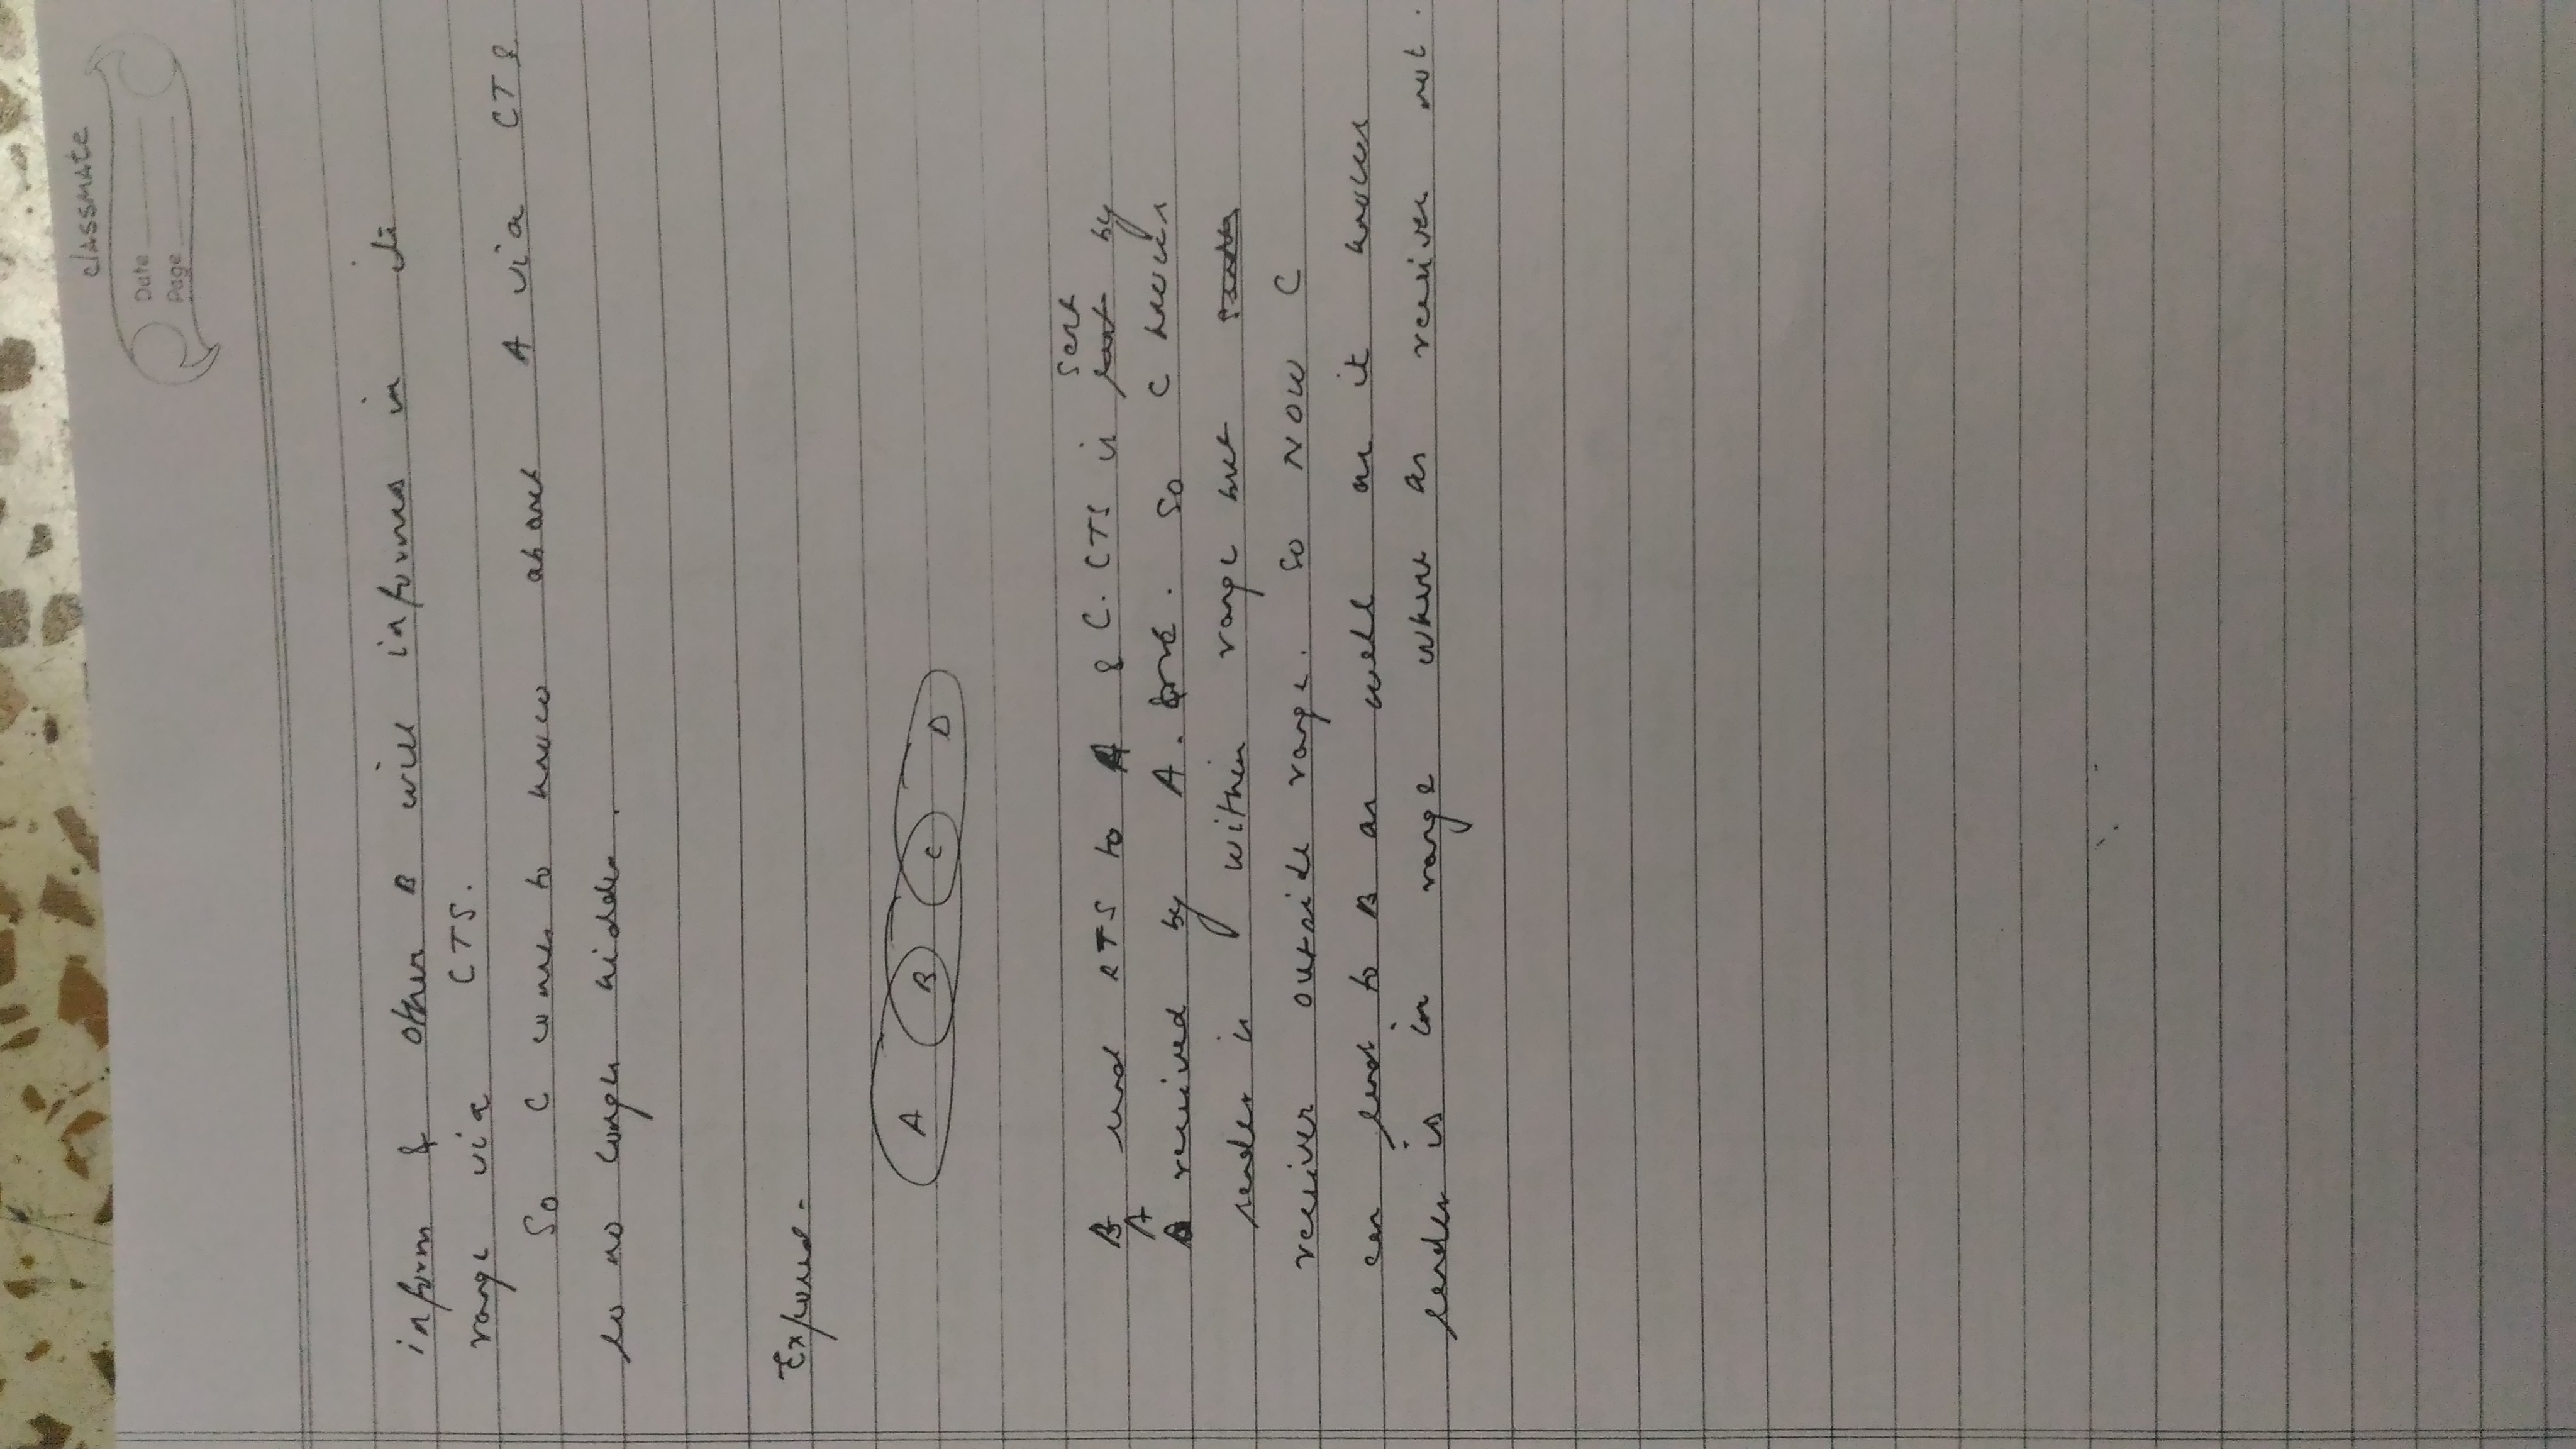 classmate
Date
Page
inform & other B will informed in its
range via CTS.
So C comes to know about A via CTS
so no longer hidden.
Exposed-
A B C D
sent
B send RTS to A & C. CTS is by
A
received by A. So C knows
sender is within range but
receiver outside range. So NOW C
can send to B as well as it knows
sender is in range where as receiver not.